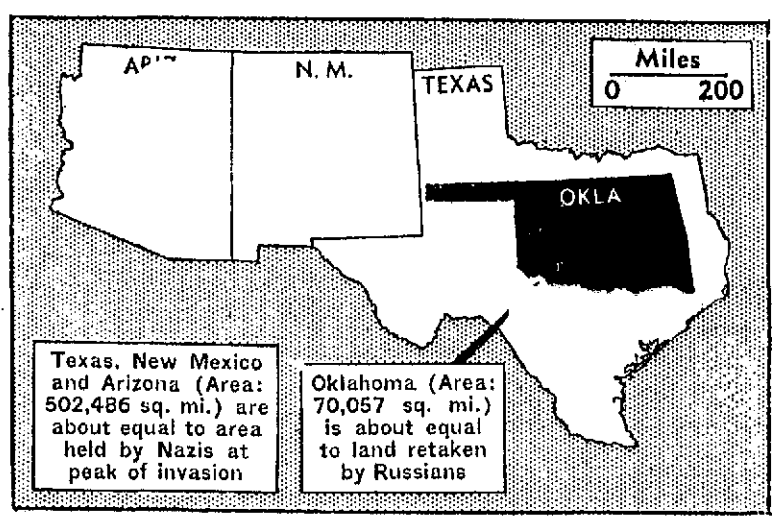 N. M.
TEXAS
Miles
0 200
OKLA
Texas, New Mexico
and Arizona (Area:
502,486 sq. mi.) are
about equal to area
held by Nazis at
peak of invasion
Oklahoma (Area:
70,057 sq. mi.)
is about equal
to land retaken
by Russians